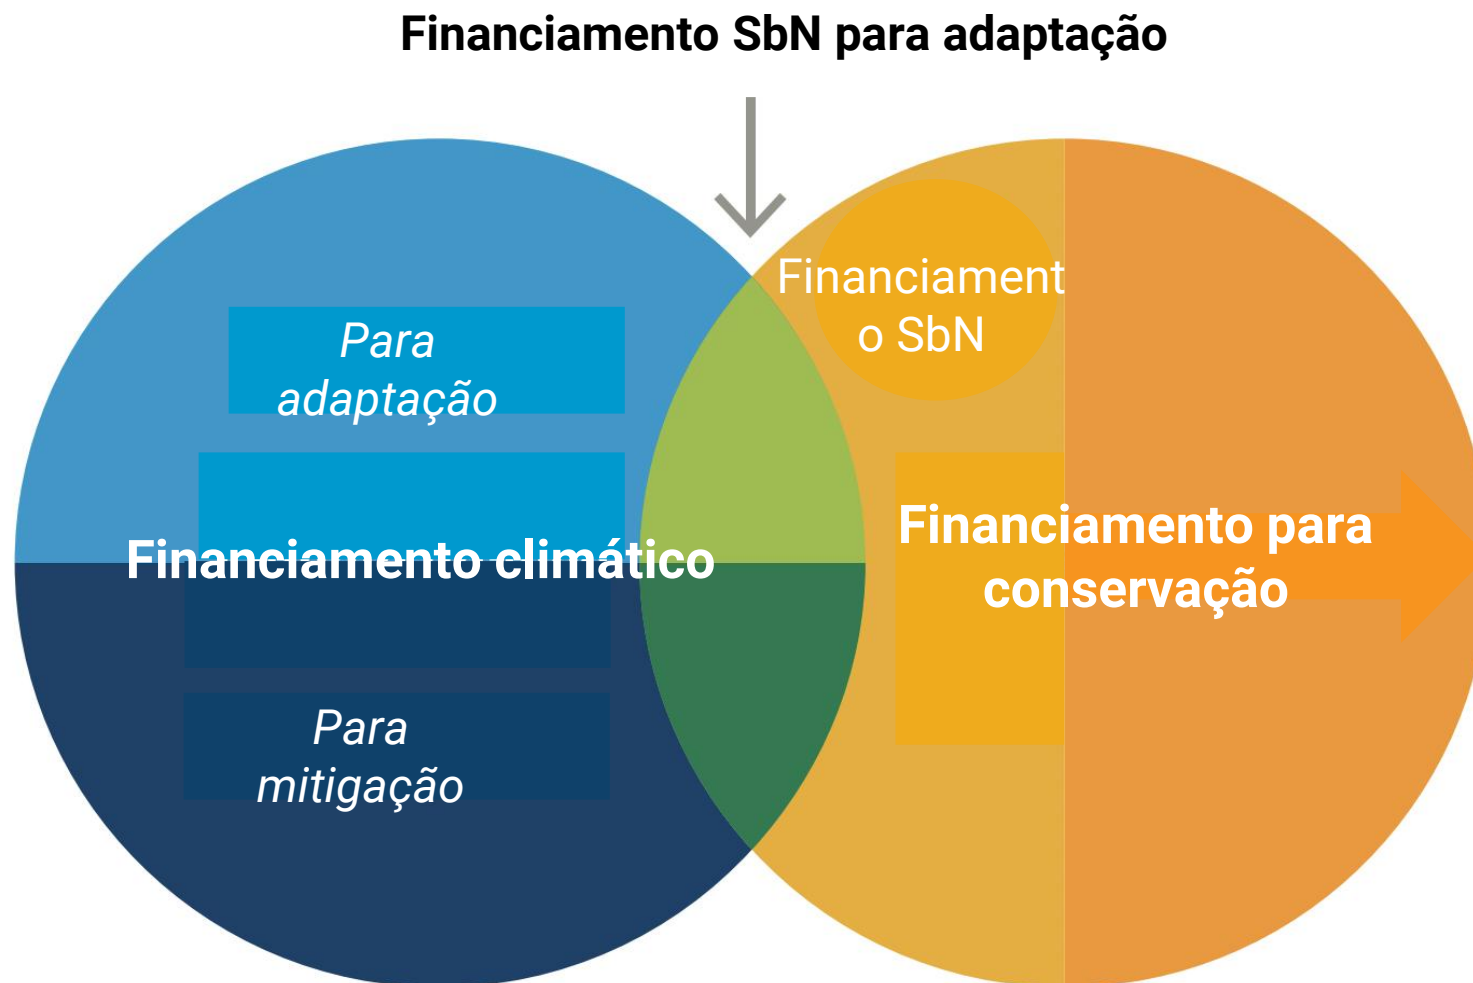 Financiamento SbN para adaptação
Financiament
o SbN
Para
adaptação
Financiamento climático
Financiamento para
conservação
Para
mitigação